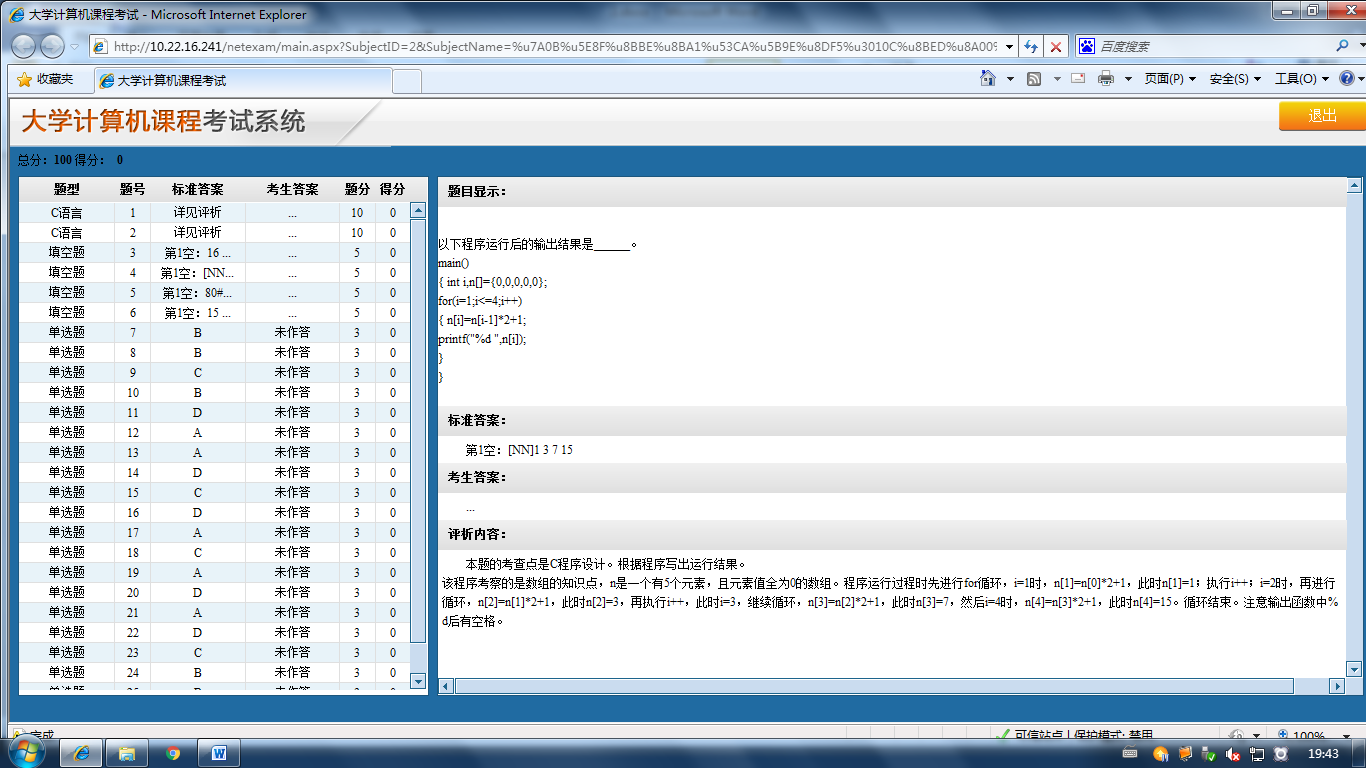 大学计算机课程考试 - Microsoft Internet Explorer
http://10.22.16.241/netexam/main.aspx?SubjectID=2&SubjectName=%u7A0B%u5E8F%u8BBE%u8BA1%u53CA%u5B9E%u8DF5%u3010C%u8BED%u8A00%
百度搜索
收藏夹
大学计算机课程考试
页面(P)
安全(S)
工具(O)
大学计算机课程考试系统
退出
总分：100 得分： 0
题型 题号 标准答案 考生答案 题分 得分
C语言 1 详见评析 ... 10 0
C语言 2 详见评析 ... 10 0
填空题 3 第1空：16 ... ... 5 0
填空题 4 第1空：[NN... ... 5 0
填空题 5 第1空：80#... ... 5 0
填空题 6 第1空：15 ... ... 5 0
单选题 7 B 未作答 3 0
单选题 8 B 未作答 3 0
单选题 9 C 未作答 3 0
单选题 10 B 未作答 3 0
单选题 11 D 未作答 3 0
单选题 12 A 未作答 3 0
单选题 13 A 未作答 3 0
单选题 14 D 未作答 3 0
单选题 15 C 未作答 3 0
单选题 16 D 未作答 3 0
单选题 17 A 未作答 3 0
单选题 18 C 未作答 3 0
单选题 19 A 未作答 3 0
单选题 20 D 未作答 3 0
单选题 21 A 未作答 3 0
单选题 22 D 未作答 3 0
单选题 23 C 未作答 3 0
单选题 24 B 未作答 3 0
题目显示：
以下程序运行后的输出结果是______。
main()
{ int i,n[]={0,0,0,0,0};
for(i=1;i<=4;i++)
{ n[i]=n[i-1]*2+1;
printf("%d ",n[i]);
}
}
标准答案：
第1空：[NN]1 3 7 15
考生答案：
...
评析内容：
本题的考查点是C程序设计。根据程序写出运行结果。
该程序考察的是数组的知识点，n是一个有5个元素，且元素值全为0的数组。程序运行过程时先进行for循环，i=1时，n[1]=n[0]*2+1，此时n[1]=1；执行i++；i=2时，再进行
循环，n[2]=n[1]*2+1，此时n[2]=3，再执行i++，此时i=3，继续循环，n[3]=n[2]*2+1，此时n[3]=7，然后i=4时，n[4]=n[3]*2+1，此时n[4]=15。循环结束。注意输出函数中%
d后有空格。
完成
可信站点 | 保护模式: 禁用
100%
19:43